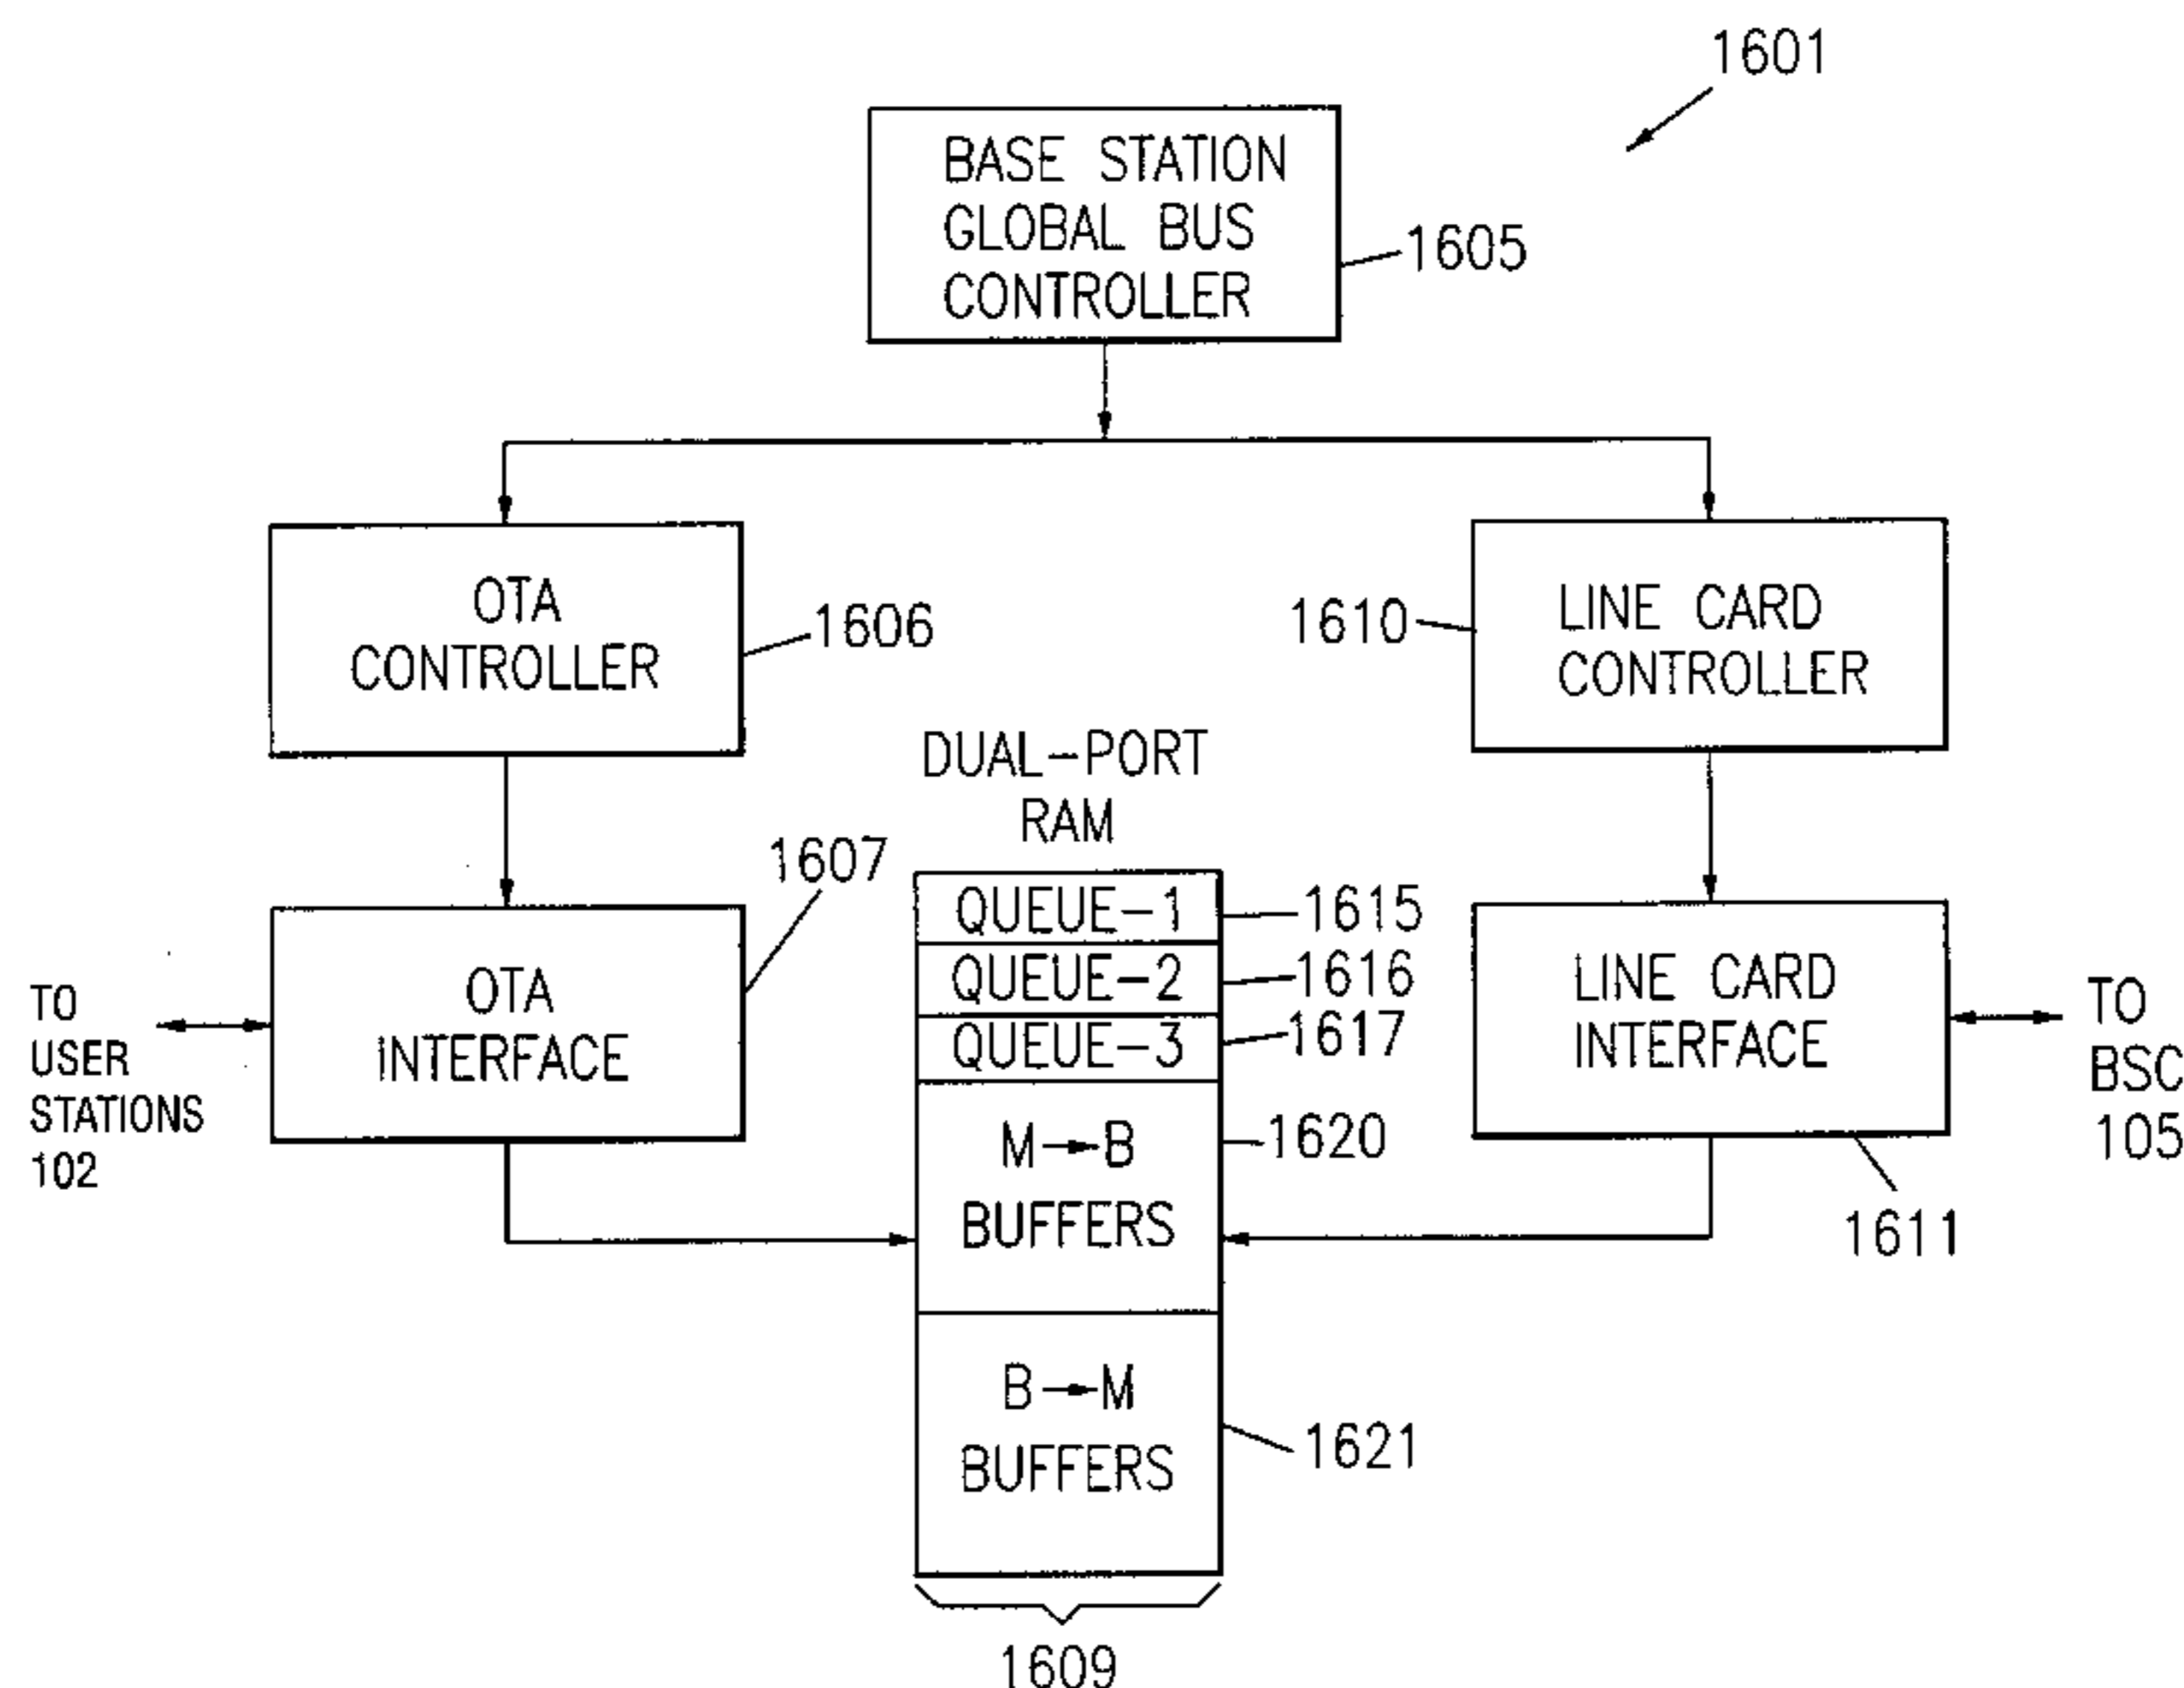 1601
BASE STATION
GLOBAL BUS
CONTROLLER
1605
OTA
CONTROLLER
1606
1610
LINE CARD
CONTROLLER
DUAL-PORT
RAM
1607
QUEUE-1
1615
QUEUE-2
1616
QUEUE-3
1617
TO
USER
STATIONS
102
OTA
INTERFACE
LINE CARD
INTERFACE
TO
BSC
105
M→B
BUFFERS
1620
1611
B→M
BUFFERS
1621
1609